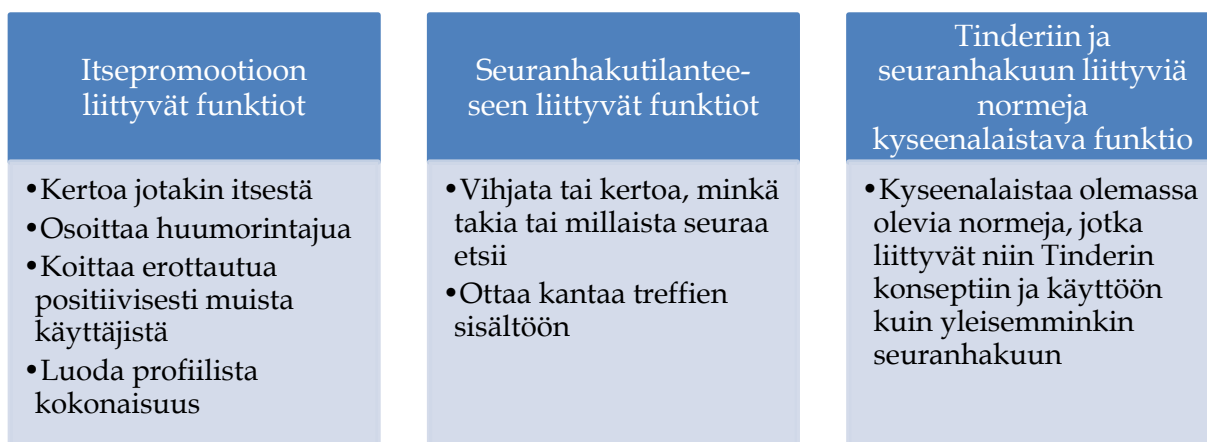 Itsepromootioon
liittyvät funktiot
•Kertoa jotakin itsestä
•Osoittaa huumorintajua
•Koittaa erottautua
positiivisesti muista
käyttäjistä
•Luoda profiilista
kokonaisuus
Seuranhakutilantee-
seen liittyvät funktiot
•Vihjata tai kertoa, minkä
takia tai millaista seuraa
etsii
•Ottaa kantaa treffien
sisältöön
Tinderiin ja
seuranhakuun liittyviä
normeja
kyseenalaistava funktio
•Kyseenalaistaa olemassa
olevia normeja, jotka
liittyvät niin Tinderin
konseptiin ja käyttöön
kuin yleisemminkin
seuranhakuun